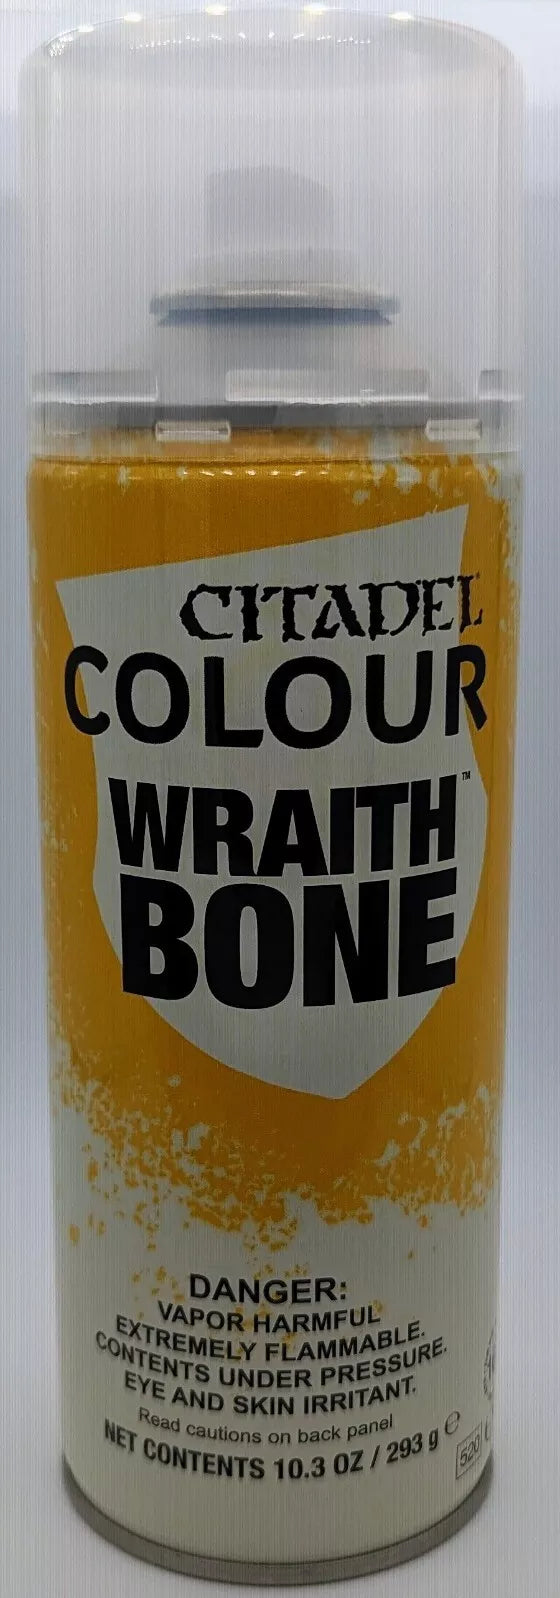 CITADEL
COLOUR
WRAITH™
BONE
DANGER:
VAPOR HARMFUL
EXTREMELY FLAMMABLE.
CONTENTS UNDER PRESSURE.
EYE AND SKIN IRRITANT.
Read cautions on back panel
NET CONTENTS 10.3 OZ / 293 g ℮
520